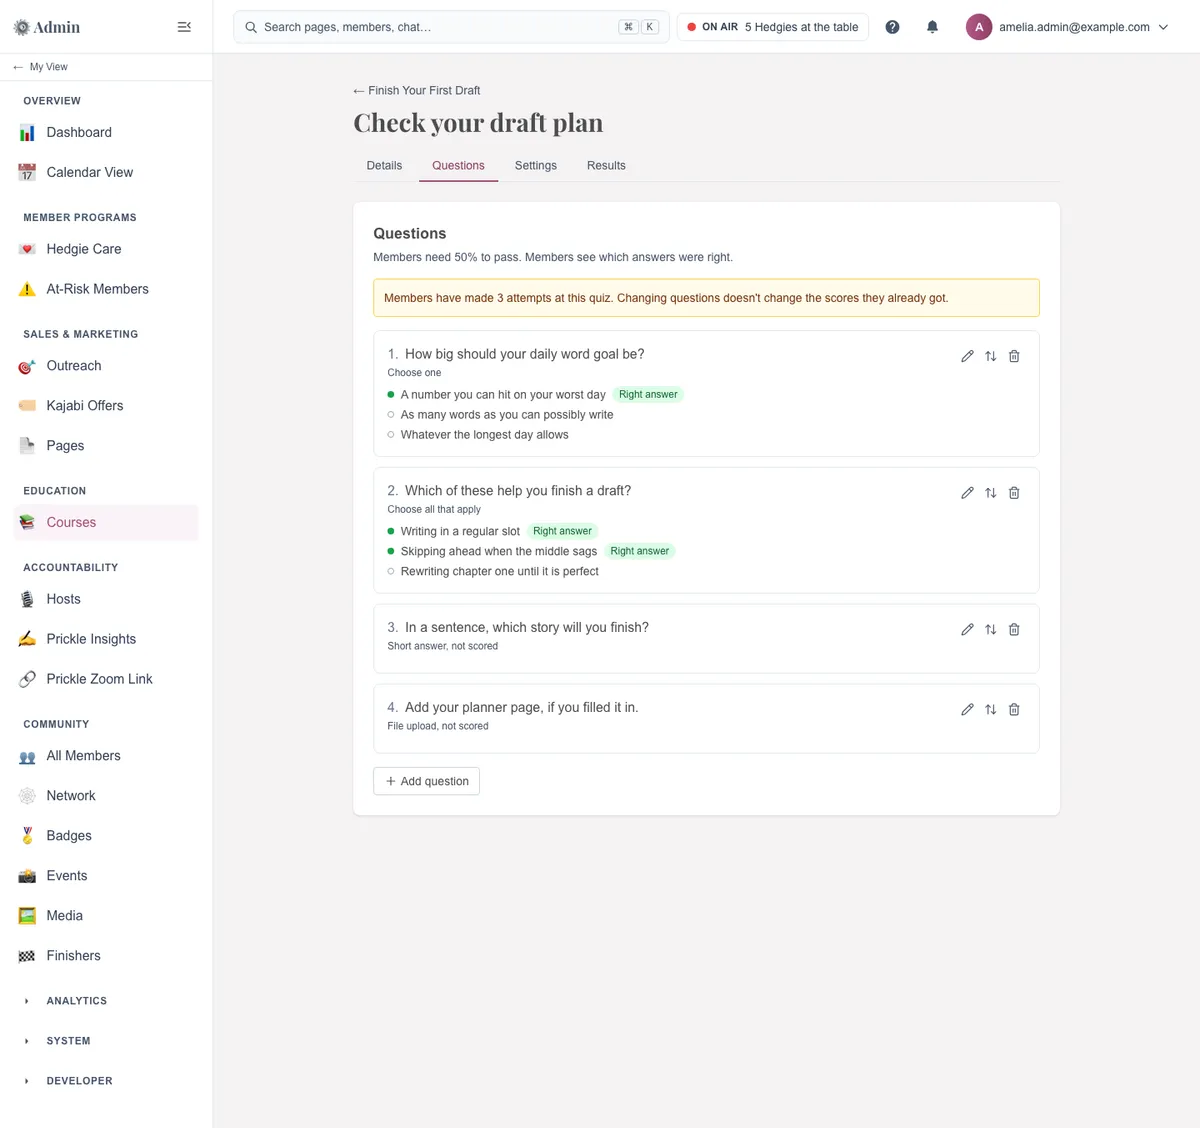 Admin
Search pages, members, chat…
⌘ K
ON AIR 5 Hedgies at the table
A
amelia.admin@example.com
← My View
OVERVIEW
Dashboard
Calendar View
MEMBER PROGRAMS
Hedgie Care
At-Risk Members
SALES & MARKETING
Outreach
Kajabi Offers
Pages
EDUCATION
Courses
ACCOUNTABILITY
Hosts
Prickle Insights
Prickle Zoom Link
COMMUNITY
All Members
Network
Badges
Events
Media
Finishers
ANALYTICS
SYSTEM
DEVELOPER
← Finish Your First Draft
Check your draft plan
Details Questions Settings Results
Questions
Members need 50% to pass. Members see which answers were right.
Members have made 3 attempts at this quiz. Changing questions doesn't change the scores they already got.
1. How big should your daily word goal be?
Choose one
A number you can hit on your worst day Right answer
As many words as you can possibly write
Whatever the longest day allows
2. Which of these help you finish a draft?
Choose all that apply
Writing in a regular slot Right answer
Skipping ahead when the middle sags Right answer
Rewriting chapter one until it is perfect
3. In a sentence, which story will you finish?
Short answer, not scored
4. Add your planner page, if you filled it in.
File upload, not scored
+ Add question